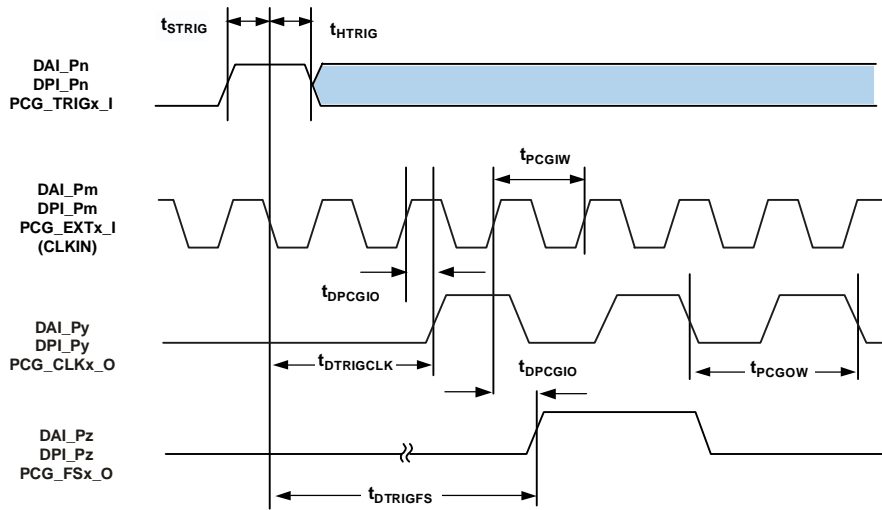 tSTRIG
tHTRIG
DAI_Pn
DPI_Pn
PCG_TRIGx_I
DAI_Pm
DPI_Pm
PCG_EXTx_I
(CLKIN)
tPCGIW
tDPCGIO
DAI_Py
DPI_Py
PCG_CLKx_O
tDTRIGCLK
tDPCGIO
tPCGOW
DAI_Pz
DPI_Pz
PCG_FSx_O
tDTRIGFS